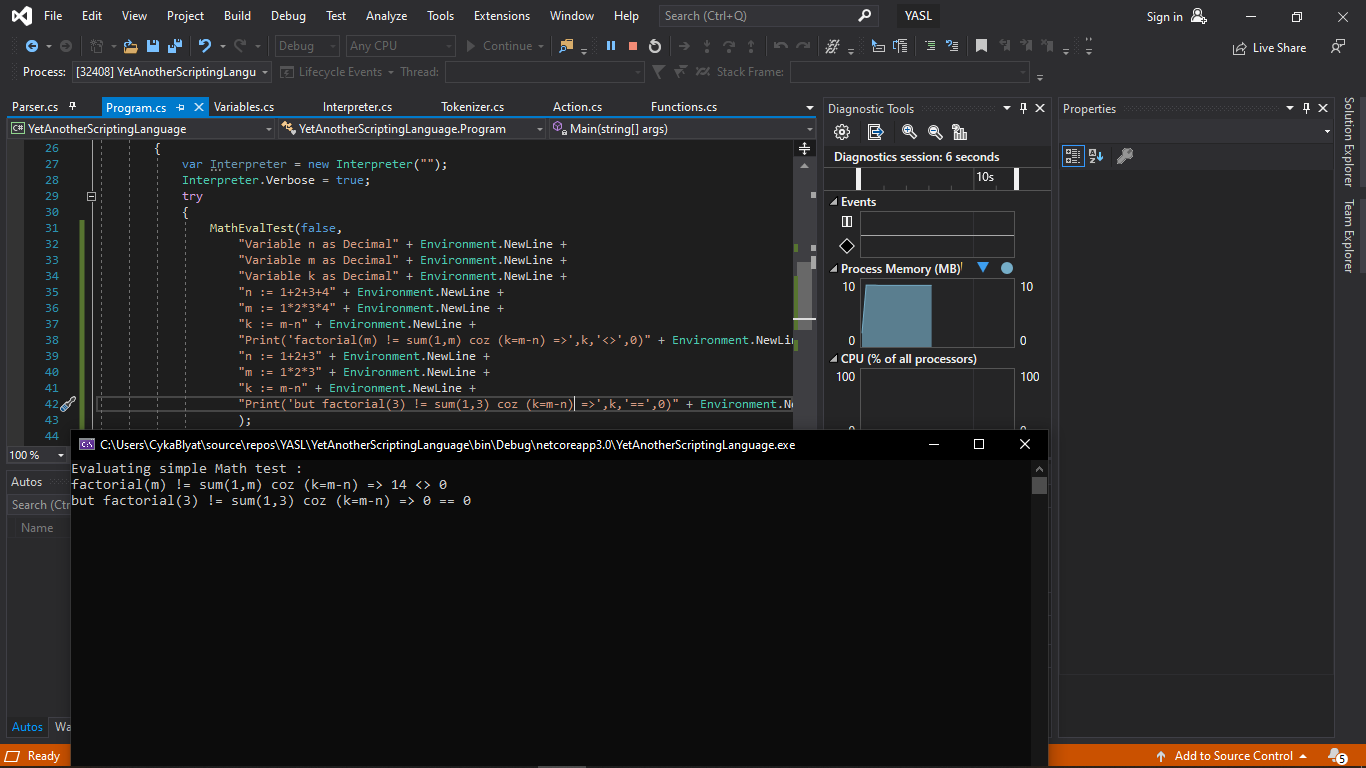 File Edit View Project Build Debug Test Analyze Tools Extensions Window Help Search (Ctrl+Q) YASL Sign in
Debug Any CPU Continue Live Share
Process: [32408] YetAnotherScriptingLangu Lifecycle Events Thread: Stack Frame:
Parser.cs Program.cs Variables.cs Interpreter.cs Tokenizer.cs Action.cs Functions.cs
C# YetAnotherScriptingLanguage YetAnotherScriptingLanguage.Program Main(string[] args)
26 {
27 var Interpreter = new Interpreter("");
28 Interpreter.Verbose = true;
29 try
30 {
31 MathEvalTest(false,
32 "Variable n as Decimal" + Environment.NewLine +
33 "Variable m as Decimal" + Environment.NewLine +
34 "Variable k as Decimal" + Environment.NewLine +
35 "n := 1+2+3+4" + Environment.NewLine +
36 "m := 1*2*3*4" + Environment.NewLine +
37 "k := m-n" + Environment.NewLine +
38 "Print('factorial(m) != sum(1,m) coz (k=m-n) =>',k,'<>',0)" + Environment.NewLin
39 "n := 1+2+3" + Environment.NewLine +
40 "m := 1*2*3" + Environment.NewLine +
41 "k := m-n" + Environment.NewLine +
42 "Print('but factorial(3) != sum(1,3) coz (k=m-n) =>',k,'==',0)" + Environment.Ne
43 );
44
100 %
Autos
Search (Ctr
Name
Autos Wa
Diagnostic Tools
Diagnostics session: 6 seconds
10s
Events
Process Memory (MB)
10 10
0 0
CPU (% of all processors)
100 100
0 0
Properties
Solution Explorer
Team Explorer
C:\Users\CykaBlyat\source\repos\YASL\YetAnotherScriptingLanguage\bin\Debug\netcoreapp3.0\YetAnotherScriptingLanguage.exe
Evaluating simple Math test :
factorial(m) != sum(1,m) coz (k=m-n) => 14 <> 0
but factorial(3) != sum(1,3) coz (k=m-n) => 0 == 0
Ready Add to Source Control 5